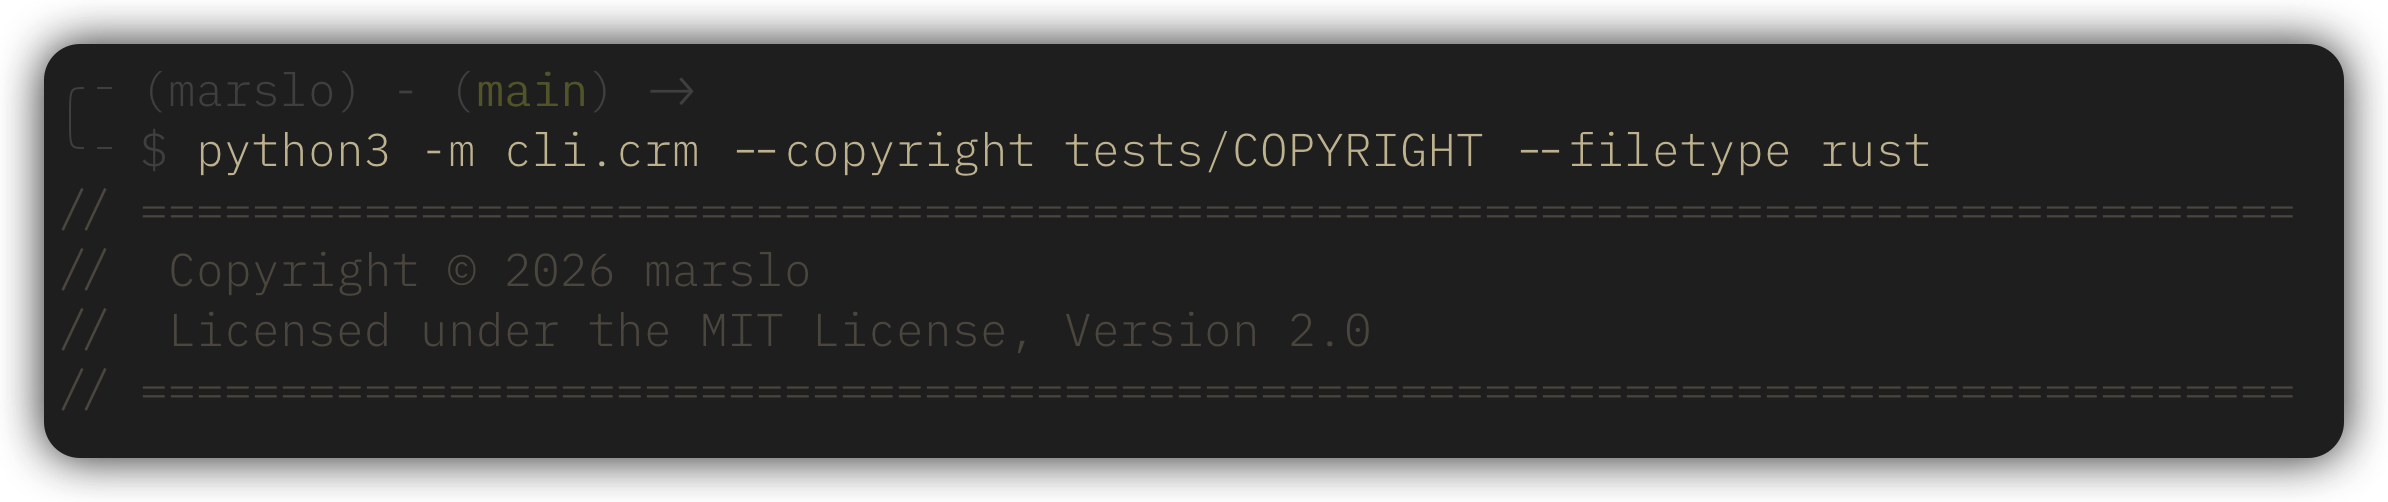 (marslo) - (main) ->
$ python3 -m cli.crm --copyright tests/COPYRIGHT --filetype rust
// =============================================================================
//  Copyright © 2026 marslo
//  Licensed under the MIT License, Version 2.0
// =============================================================================